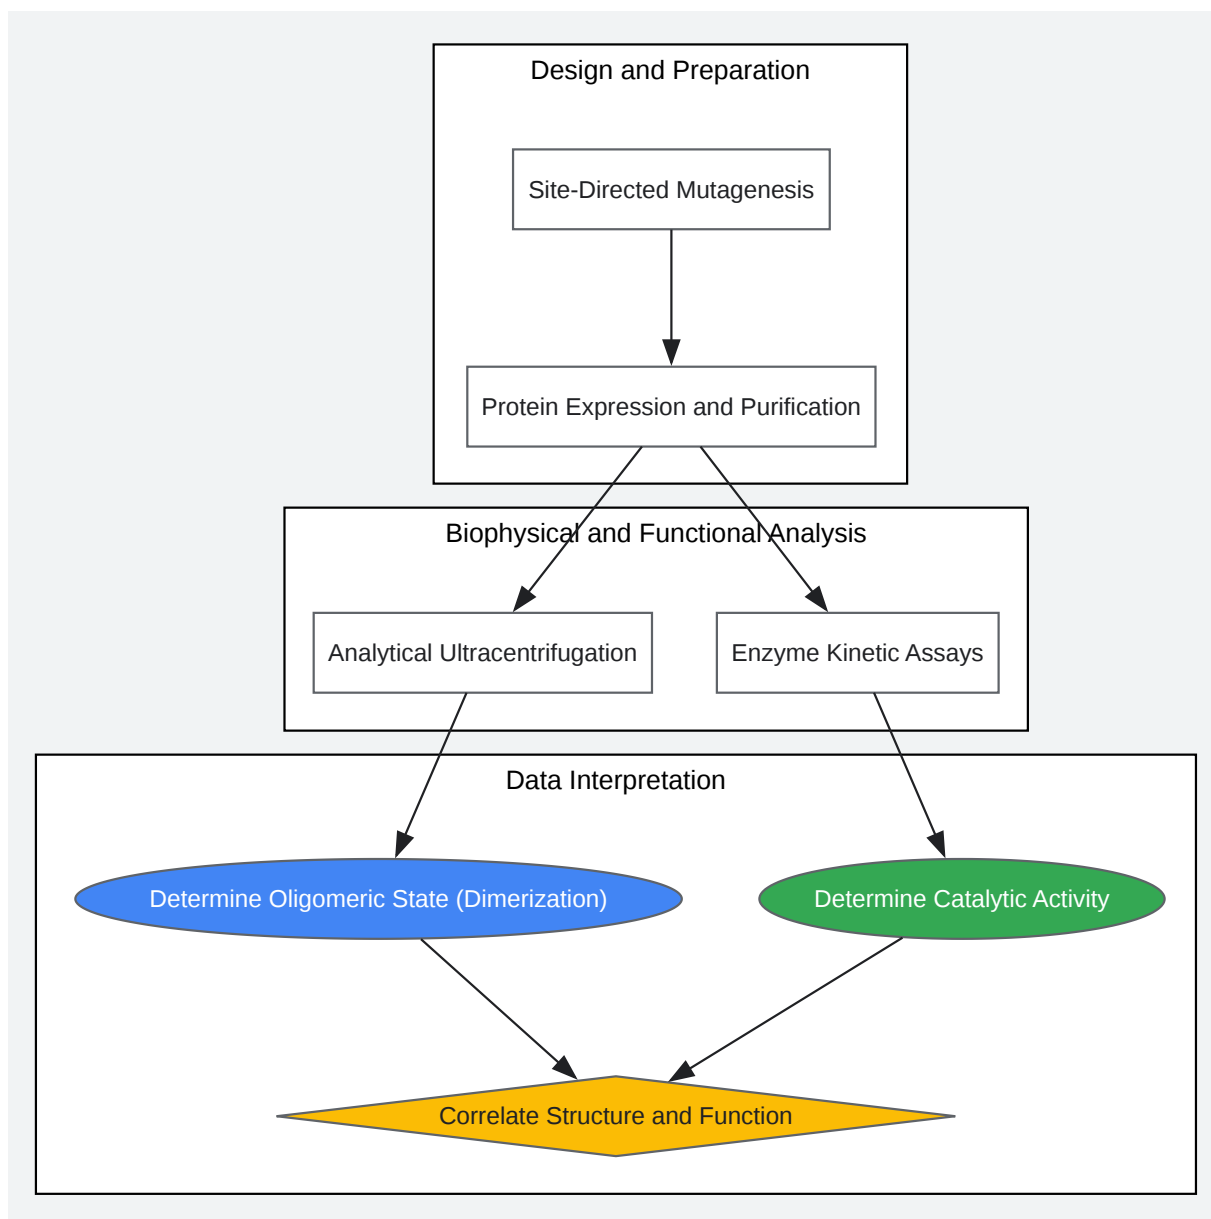 Design and Preparation
Site-Directed Mutagenesis
Protein Expression and Purification
Biophysical and Functional Analysis
Analytical Ultracentrifugation
Enzyme Kinetic Assays
Data Interpretation
Determine Oligomeric State (Dimerization)
Determine Catalytic Activity
Correlate Structure and Function